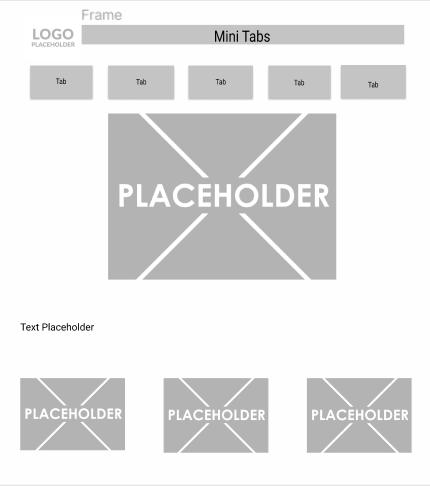 Frame
LOGO
PLACEHOLDER
Mini Tabs
Tab
Tab
Tab
Tab
Tab
PLACEHOLDER
Text Placeholder
PLACEHOLDER
PLACEHOLDER
PLACEHOLDER